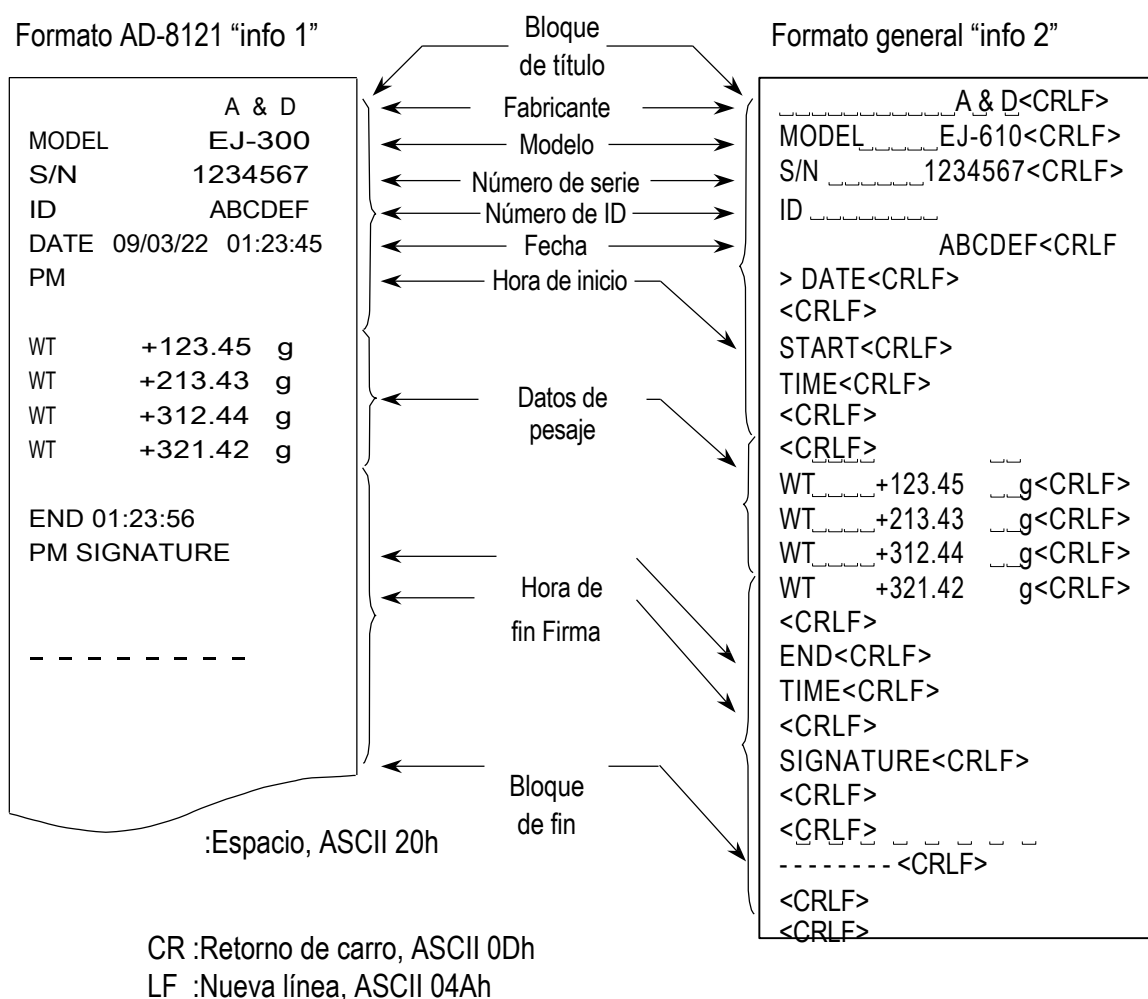 Formato AD-8121 “info 1”
A & D
MODEL EJ-300
S/N 1234567
ID ABCDEF
DATE 09/03/22 01:23:45
PM
WT +123.45 g
WT +213.43 g
WT +312.44 g
WT +321.42 g
END 01:23:56
PM SIGNATURE
- - - - - - - - -
Bloque
de título
Fabricante
Modelo
Número de serie
Número de ID
Fecha
Hora de inicio
Datos de
pesaje
Hora de
fin Firma
Bloque
de fin
Formato general “info 2”
A & D<CRLF>
MODEL EJ-610<CRLF>
S/N 1234567<CRLF>
ID
ABCDEF<CRLF
> DATE<CRLF>
<CRLF>
START<CRLF>
TIME<CRLF>
<CRLF>
<CRLF>
WT +123.45 g<CRLF>
WT +213.43 g<CRLF>
WT +312.44 g<CRLF>
WT +321.42 g<CRLF>
<CRLF>
END<CRLF>
TIME<CRLF>
<CRLF>
SIGNATURE<CRLF>
<CRLF>
<CRLF>
- - - - - - - - <CRLF>
<CRLF>
<CRLF>
:Espacio, ASCII 20h
CR :Retorno de carro, ASCII 0Dh
LF :Nueva línea, ASCII 04Ah